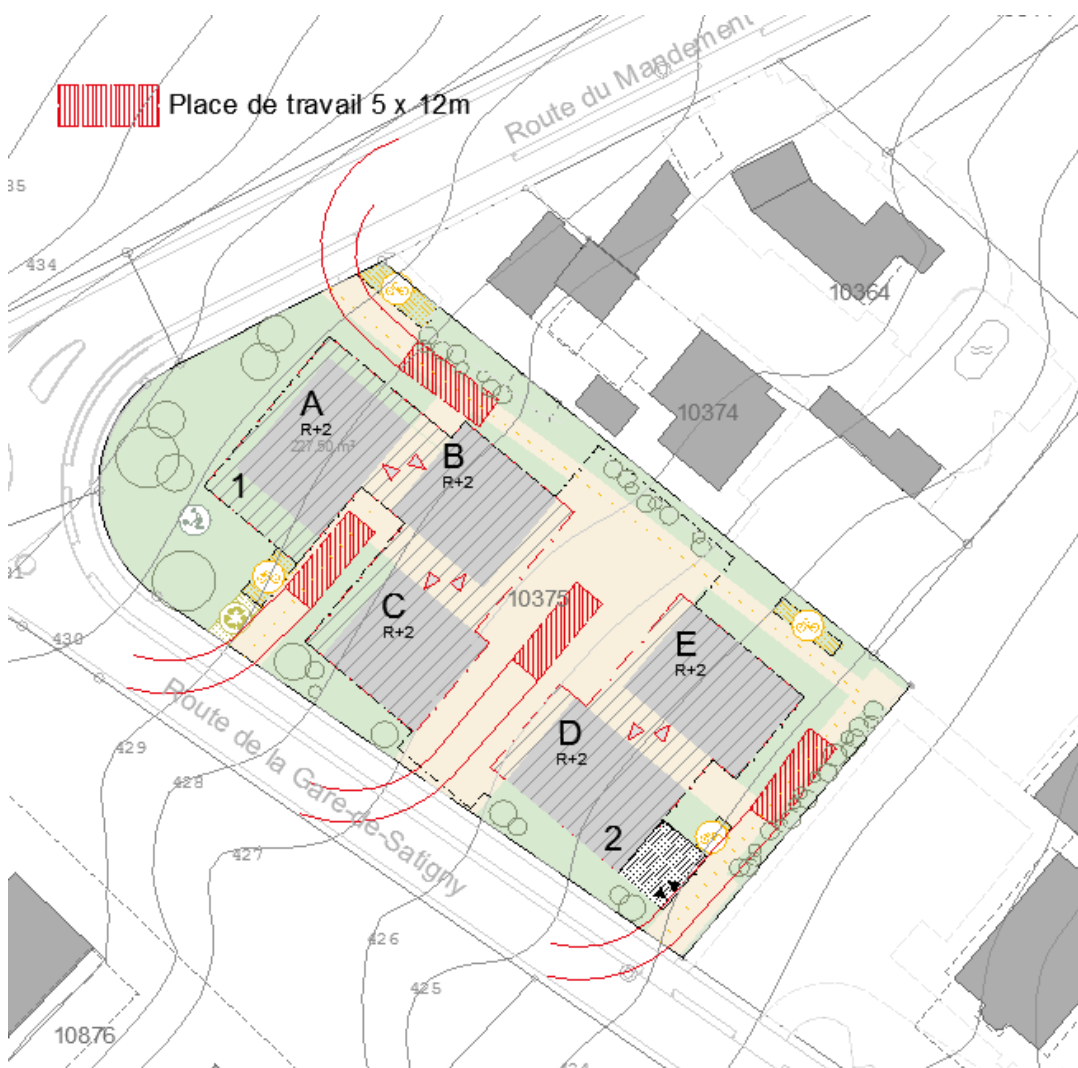 Place de travail 5 x 12m
Route du Mandement
434
10364
10374
A
R+2
227.50 m²
B
R+2
1
10375
C
R+2
E
R+2
430
Route de la Gare-de-Satigny
D
R+2
429
428
2
427
426
425
10876